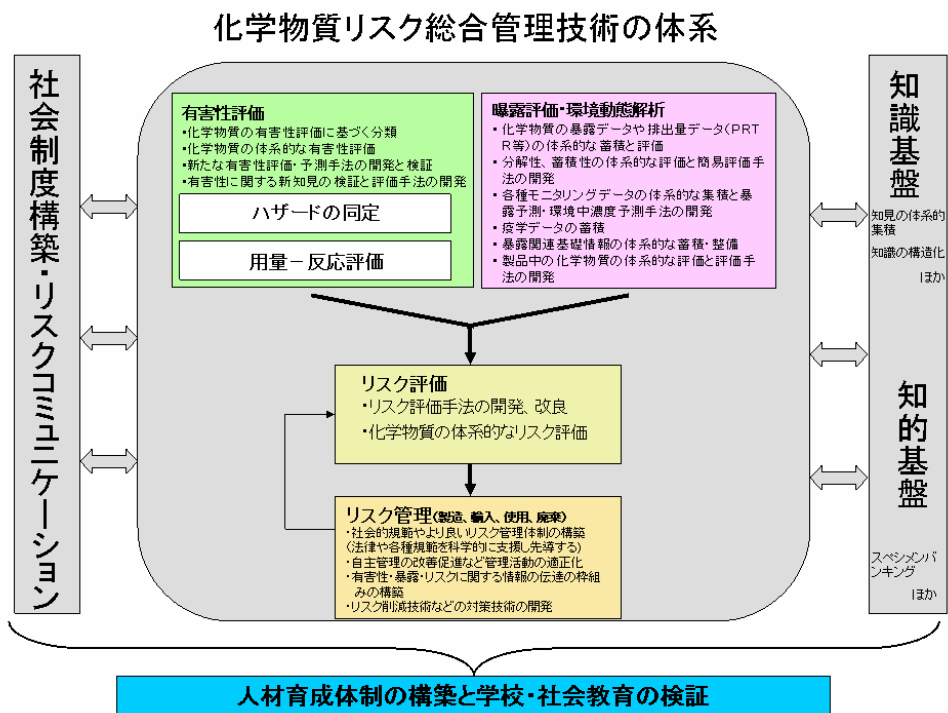 化学物質リスク総合管理技術の体系
社会制度構築・リスクコミュニケーション
有害性評価
・化学物質の有害性評価に基づく分類
・化学物質の体系的な有害性評価
・新たな有害性評価・予測手法の開発と検証
・有害性に関する新知見の検証と評価手法の開発
ハザードの同定
用量－反応評価
曝露評価・環境動態解析
・化学物質の暴露データや排出量データ(PRT
R等)の体系的な蓄積と評価
・分解性、蓄積性の体系的な評価と簡易評価手
法の開発
・各種モニタリングデータの体系的な集積と暴
露予測・環境中濃度予測手法の開発
・疫学データの蓄積
・暴露関連基礎情報の体系的な蓄積・整備
・製品中の化学物質の体系的な評価と評価手
法の開発
リスク評価
・リスク評価手法の開発、改良
・化学物質の体系的なリスク評価
リスク管理(製造、輸入、使用、廃棄)
・社会的規範やより良いリスク管理体制の構築
(法律や各種規範を科学的に支援し先導する)
・自主管理の改善促進など管理活動の適正化
・有害性・暴露・リスクに関する情報の伝達の枠組
みの構築
・リスク削減技術などの対策技術の開発
知識基盤
知見の体系的
集積
知識の構造化
ほか
知的基盤
スペシメンバ
ンキング
ほか
人材育成体制の構築と学校・社会教育の検証